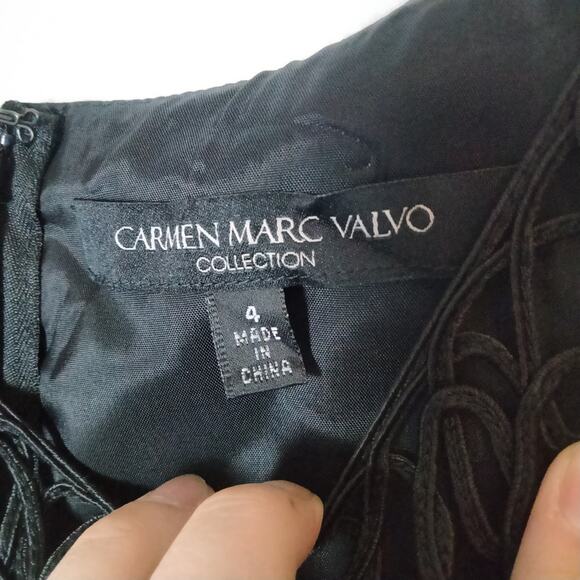 CARMEN MARC VALVO
COLLECTION
4
MADE
IN
CHINA